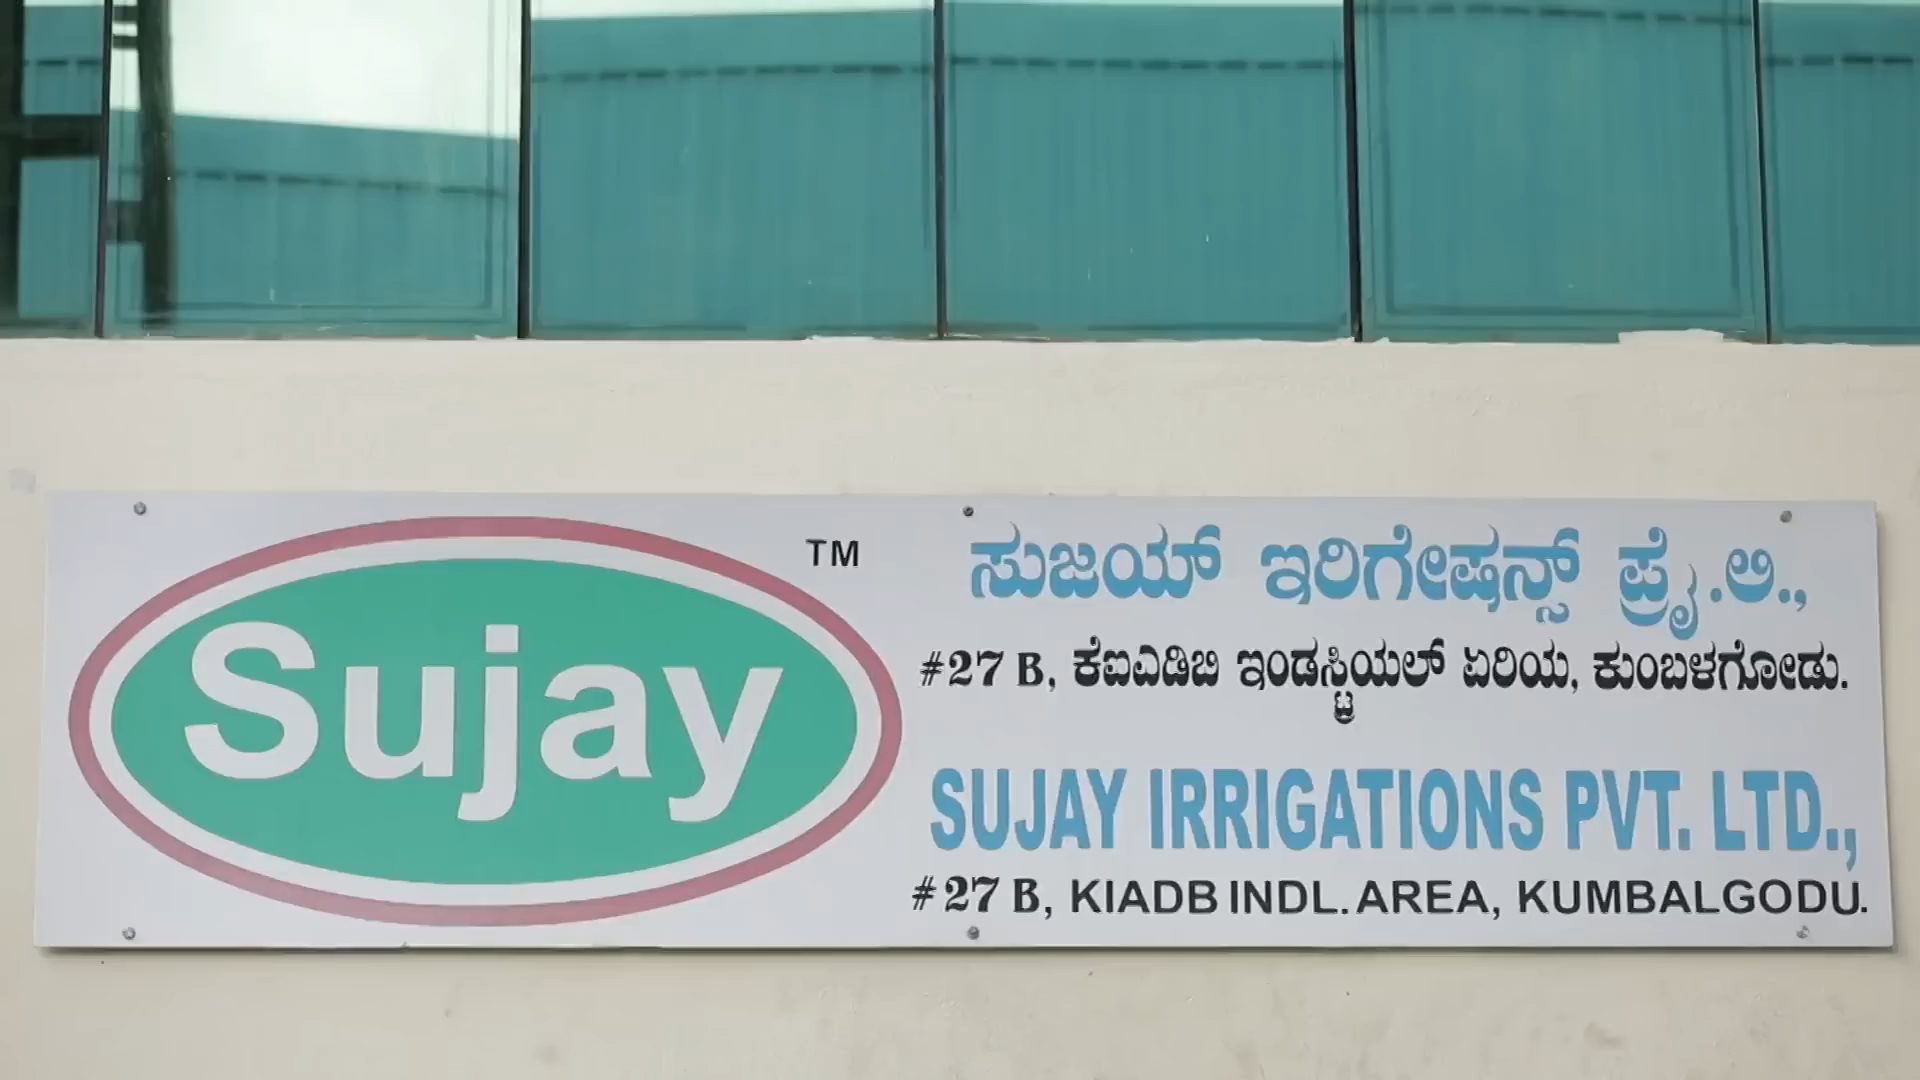 Sujay TM
ಸುಜಯ್ ಇರಿಗೇಷನ್ಸ್ ಪ್ರೈ.ಲಿ.,
#27 B, ಕೆಐಎಡಿಬಿ ಇಂಡಸ್ಟ್ರಿಯಲ್ ಏರಿಯ, ಕುಂಬಳಗೋಡು.
SUJAY IRRIGATIONS PVT. LTD.,
#27 B, KIADB INDL. AREA, KUMBALGODU.